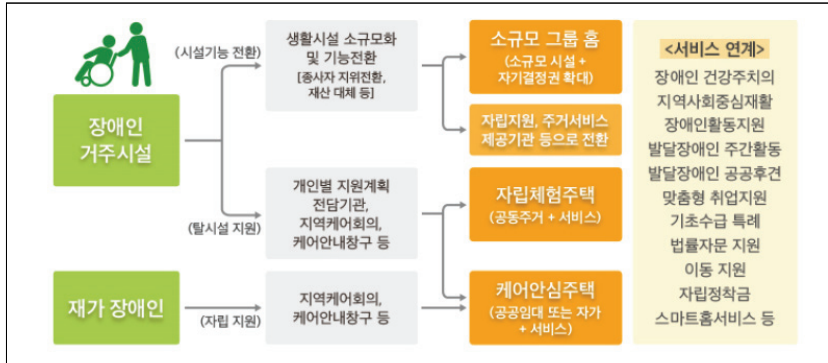 (시설기능 전환)
장애인
거주시설
(탈시설 지원)
재가 장애인
(자립 지원)
생활시설 소규모화
및 기능전환
[종사자 지위전환,
재산 대체 등]
개인별 지원계획
전담기관,
지역케어회의,
케어안내창구 등
지역케어회의,
케어안내창구 등
소규모 그룹 홈
(소규모 시설 +
자기결정권 확대)
자립지원, 주거서비스
제공기관 등으로 전환
자립체험주택
(공동주거 + 서비스)
케어안심주택
(공공임대 또는 자가
+ 서비스)
<서비스 연계>
장애인 건강주치의
지역사회중심재활
장애인활동지원
발달장애인 주간활동
발달장애인 공공후견
맞춤형 취업지원
기초수급 특례
법률자문 지원
이동 지원
자립정착금
스마트홈서비스 등